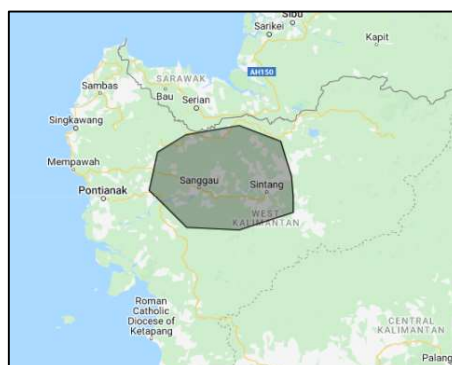 Sibu
Sarikei
Kapit
AH150
SARAWAK
Sambas
Bau
Serian
Singkawang
Mempawah
Sanggau
Sintang
Pontianak
WEST
KALIMANTAN
Roman
Catholic
Diocese of
Ketapang
CENTRAL
KALIMANTAN
Palang